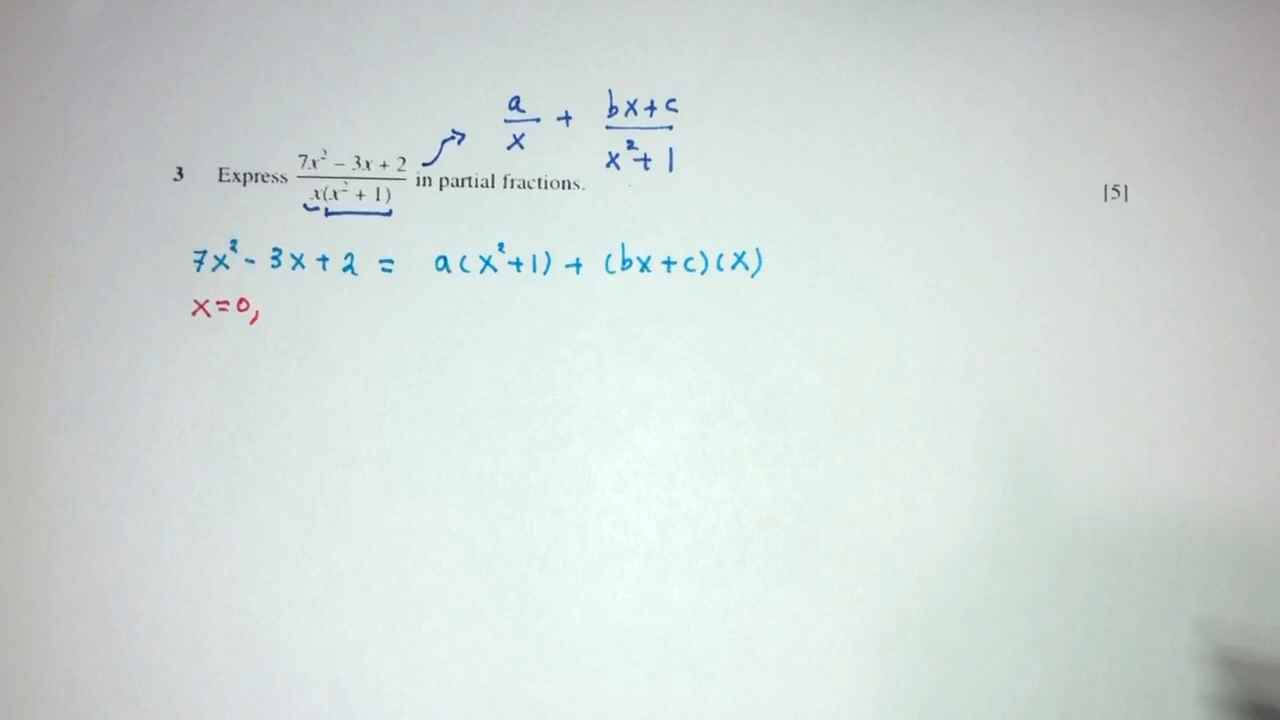 a/x + (bx+c)/(x²+1)
3 Express (7x² – 3x + 2)/(x(x² + 1)) in partial fractions. [5]
7x² - 3x + 2 = a(x²+1) + (bx+c)(x)
x=0,